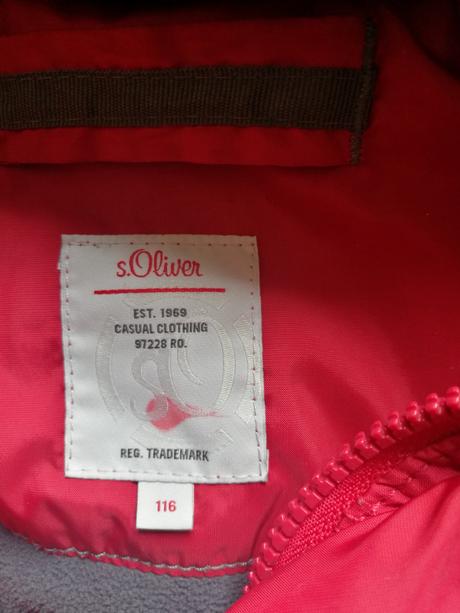 s.Oliver
EST. 1969
CASUAL CLOTHING
97228 RO.
REG. TRADEMARK
116